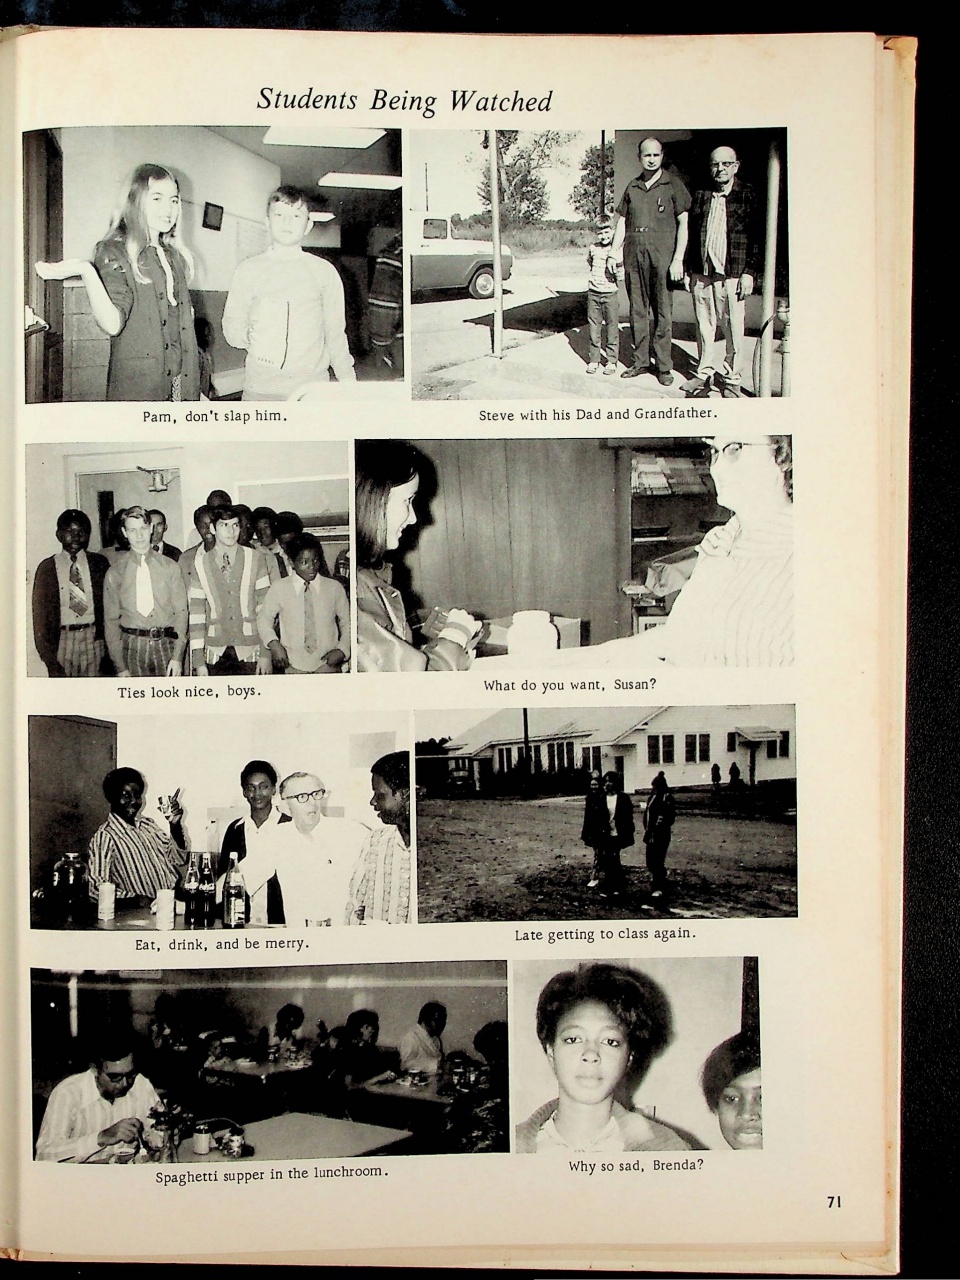 Students Being Watched
Pam, don't slap him.
Steve with his Dad and Grandfather.
Ties look nice, boys.
What do you want, Susan?
Eat, drink, and be merry.
Late getting to class again.
Spaghetti supper in the lunchroom.
Why so sad, Brenda?
71